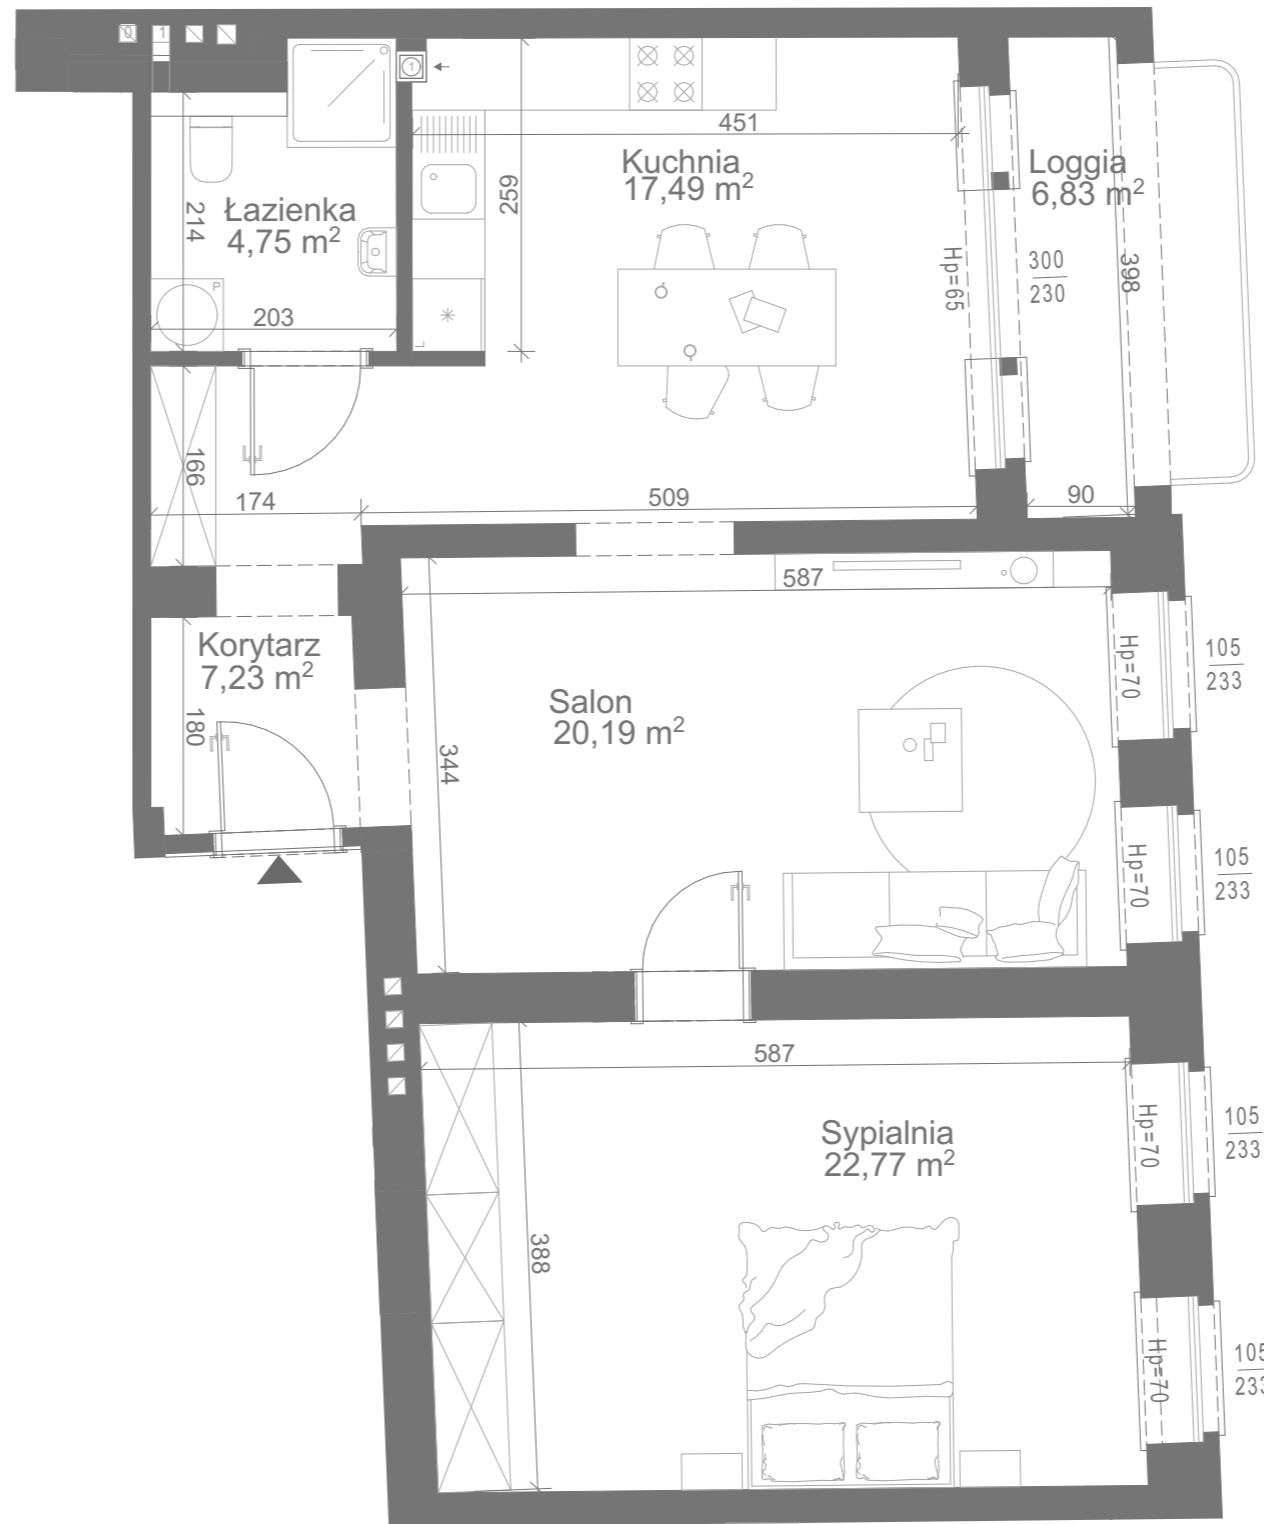 0
1
1
451
Kuchnia
17,49 m²
Loggia
6,83 m²
259
214
Łazienka
4,75 m²
P
203
L
Hp=65
300
230
398
166
174
509
90
587
Korytarz
7,23 m²
180
344
Salon
20,19 m²
Hp=70
105
233
Hp=70
105
233
587
Sypialnia
22,77 m²
388
Hp=70
105
233
Hp=70
105
233